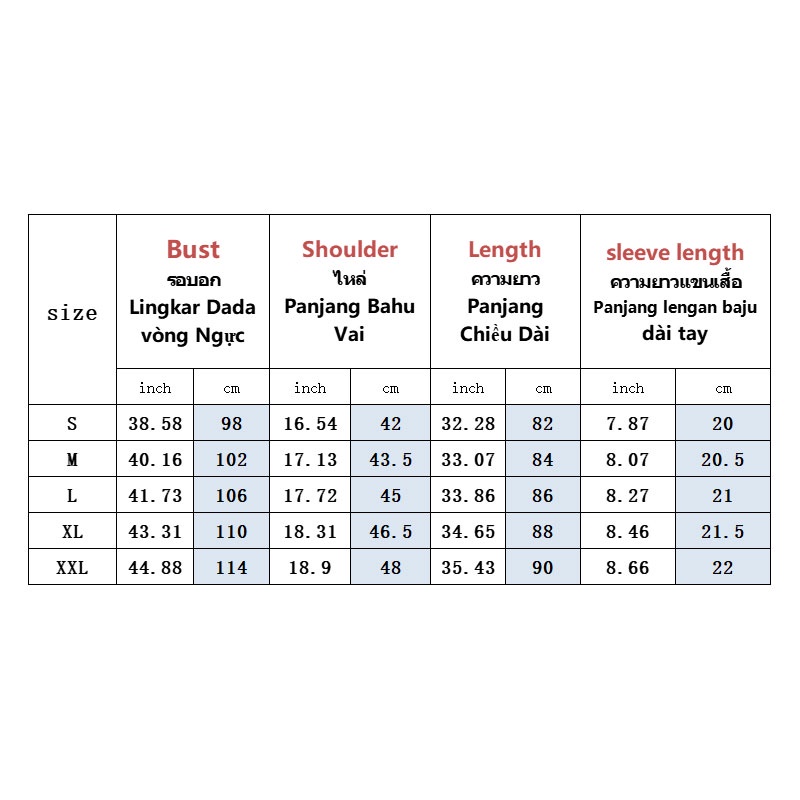 size
Bust
รอบอก
Lingkar Dada
vòng Ngực
Shoulder
ไหล่
Panjang Bahu
Vai
Length
ความยาว
Panjang
Chiều Dài
sleeve length
ความยาวแขนเสื้อ
Panjang lengan baju
dài tay
inch cm inch cm inch cm inch cm
S 38.58 98 16.54 42 32.28 82 7.87 20
M 40.16 102 17.13 43.5 33.07 84 8.07 20.5
L 41.73 106 17.72 45 33.86 86 8.27 21
XL 43.31 110 18.31 46.5 34.65 88 8.46 21.5
XXL 44.88 114 18.9 48 35.43 90 8.66 22